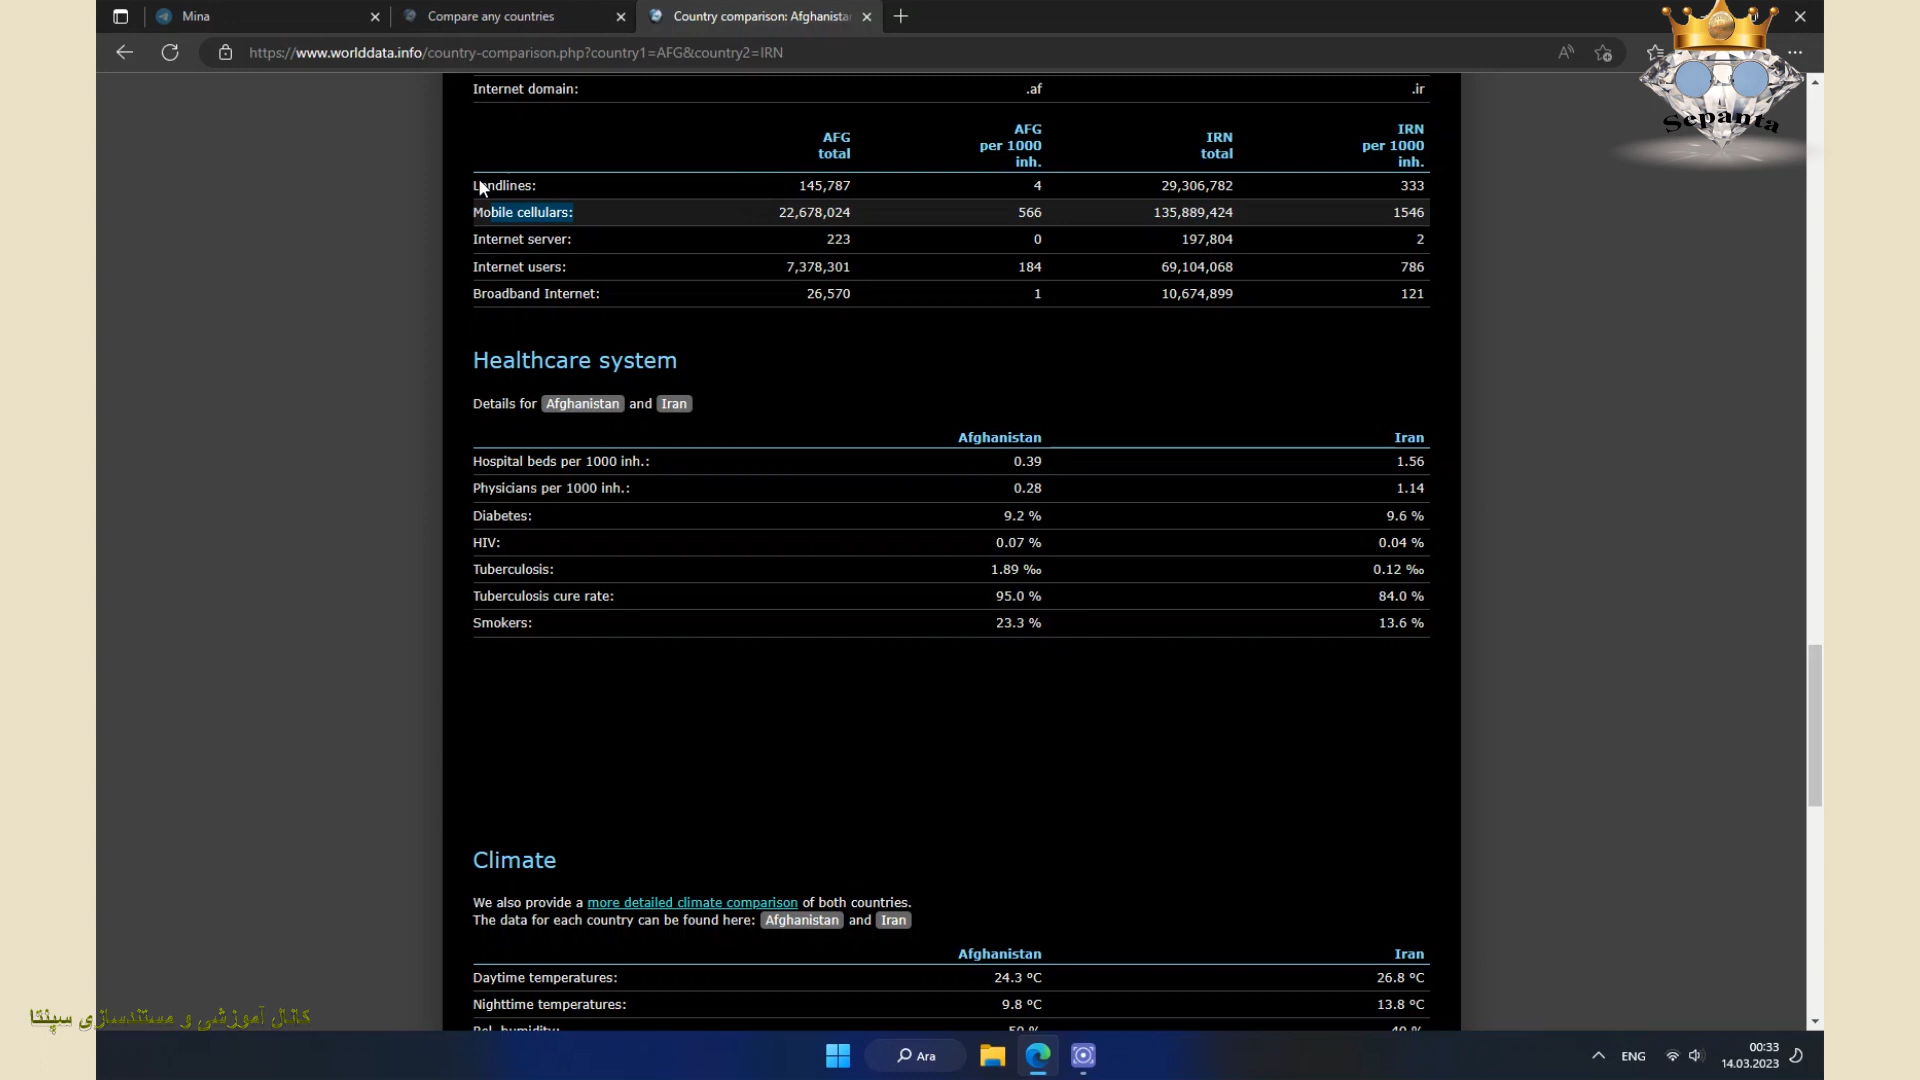 Mina
Compare any countries
Country comparison: Afghanista
https://www.worlddata.info/country-comparison.php?country1=AFG&country2=IRN
Sepanta
Internet domain: .af .ir
AFG total AFG per 1000 inh. IRN total IRN per 1000 inh.
Landlines: 145,787 4 29,306,782 333
Mobile cellulars: 22,678,024 566 135,889,424 1546
Internet server: 223 0 197,804 2
Internet users: 7,378,301 184 69,104,068 786
Broadband Internet: 26,570 1 10,674,899 121
Healthcare system
Details for Afghanistan and Iran
Afghanistan Iran
Hospital beds per 1000 inh.: 0.39 1.56
Physicians per 1000 inh.: 0.28 1.14
Diabetes: 9.2 % 9.6 %
HIV: 0.07 % 0.04 %
Tuberculosis: 1.89 ‰ 0.12 ‰
Tuberculosis cure rate: 95.0 % 84.0 %
Smokers: 23.3 % 13.6 %
Climate
We also provide a more detailed climate comparison of both countries.
The data for each country can be found here: Afghanistan and Iran
Afghanistan Iran
Daytime temperatures: 24.3 °C 26.8 °C
Nighttime temperatures: 9.8 °C 13.8 °C
Rel. humidity: 50 % 40 %
کانال آموزشی و مستندسازی سپنتا
Ara
ENG
00:33
14.03.2023